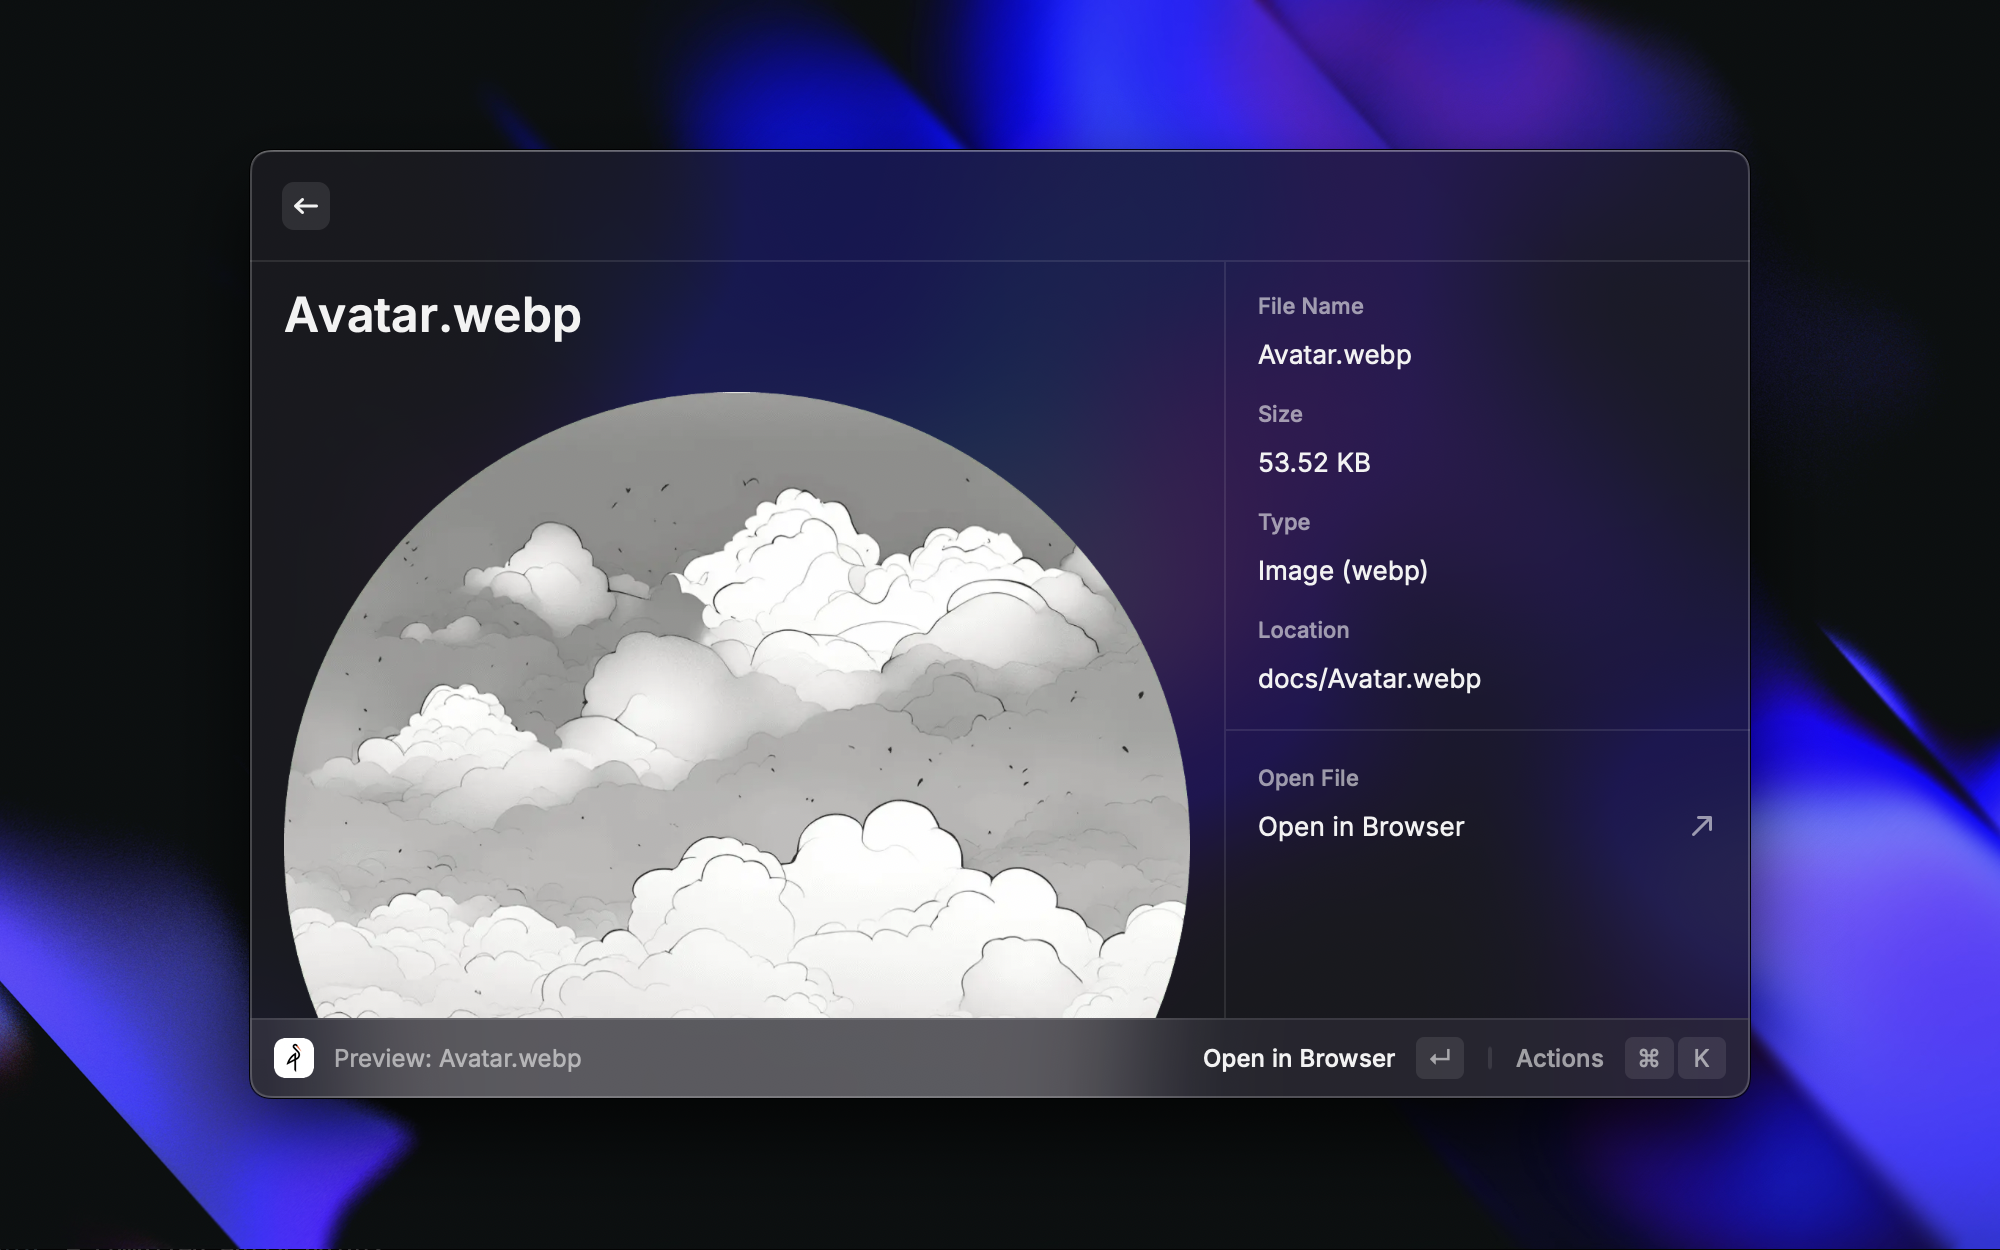 Avatar.webp
File Name
Avatar.webp
Size
53.52 KB
Type
Image (webp)
Location
docs/Avatar.webp
Open File
Open in Browser
Preview: Avatar.webp
Open in Browser
Actions ⌘ K